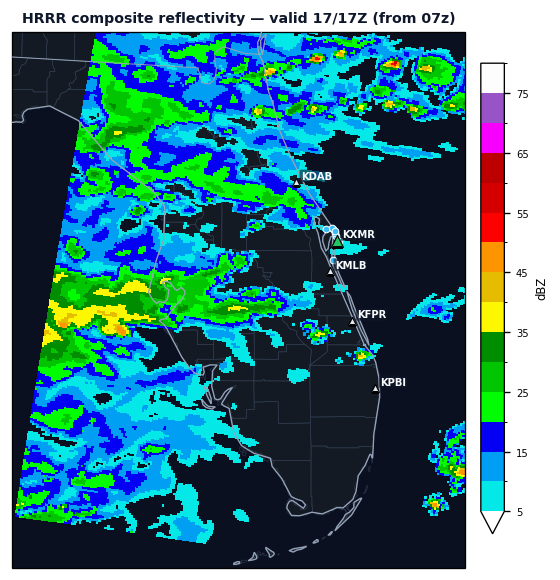 HRRR composite reflectivity — valid 17/17Z (from 07z)
KDAB
KXMR
KMLB
KFPR
KPBI
75
65
55
45
35
25
15
5
dBZ